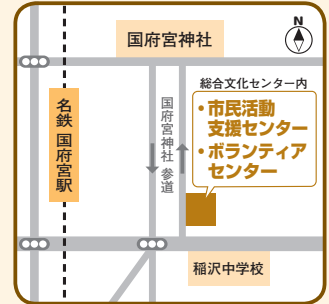 国府宮神社
N
総合文化センター内
・市民活動
支援センター
・ボランティア
センター
名鉄 国府宮駅
国府宮神社 参道
稲沢中学校